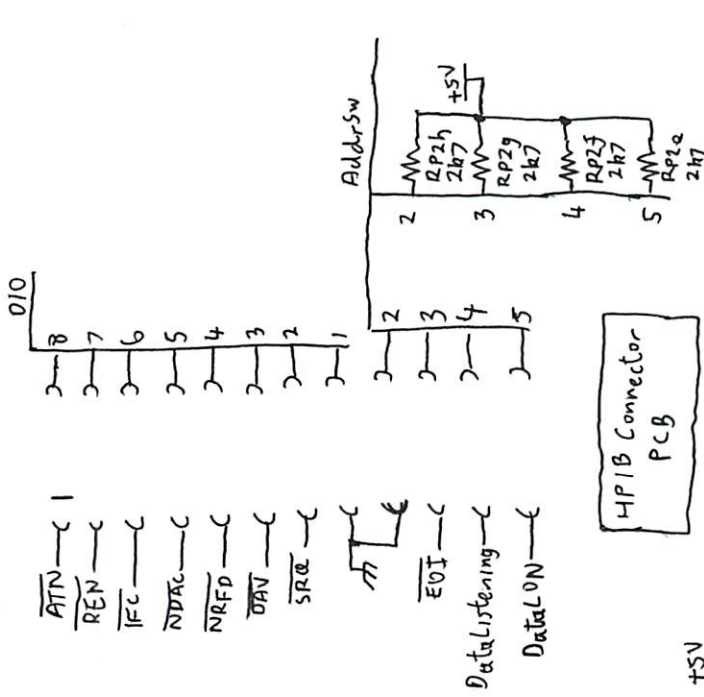 DIO
8
7
6
5
4
3
2
1
AddrSw
+5V
2
RP2h
2k7
3
RP2g
2k7
4
RP2f
2k7
5
RP2e
2k7
2
3
4
5
ATN
1
REN
IFC
NDAC
NRFD
DAV
SRQ
EOI
DataListening
DataLON
HPIB Connector
PCB
+5V